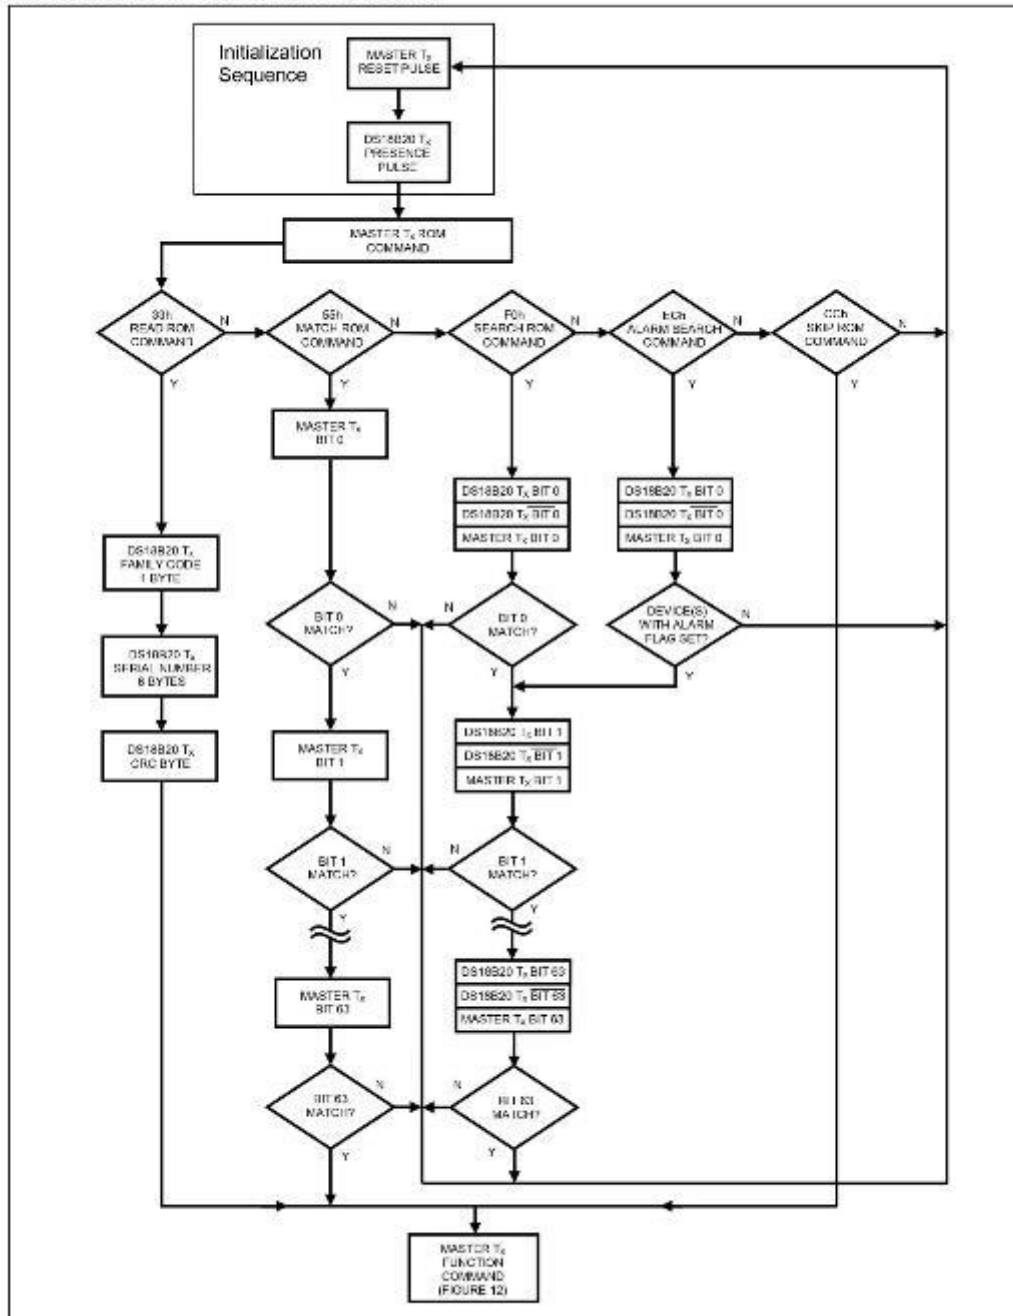 Initialization
Sequence
MASTER Tx
RESET PULSE
DS18B20 Tx
PRESENCE
PULSE
MASTER Tx ROM
COMMAND
33h
READ ROM
COMMAND
N
Y
55h
MATCH ROM
COMMAND
N
Y
F0h
SEARCH ROM
COMMAND
N
Y
ECh
ALARM SEARCH
COMMAND
N
Y
CCh
SKIP ROM
COMMAND
N
Y
MASTER Tx
BIT 0
DS18B20 Tx BIT 0
DS18B20 Tx BIT 0
MASTER Tx BIT 0
DS18B20 Tx BIT 0
DS18B20 Tx BIT 0
MASTER Tx BIT 0
DS18B20 Tx
FAMILY CODE
1 BYTE
BIT 0
MATCH?
N
Y
N
BIT 0
MATCH?
Y
DEVICE(S)
WITH ALARM
FLAG SET?
N
Y
DS18B20 Tx
SERIAL NUMBER
6 BYTES
DS18B20 Tx
CRC BYTE
MASTER Tx
BIT 1
DS18B20 Tx BIT 1
DS18B20 Tx BIT 1
MASTER Tx BIT 1
BIT 1
MATCH?
N
Y
N
BIT 1
MATCH?
Y
MASTER Tx
BIT 63
DS18B20 Tx BIT 63
DS18B20 Tx BIT 63
MASTER Tx BIT 63
BIT 63
MATCH?
N
Y
N
BIT 63
MATCH?
Y
MASTER Tx
FUNCTION
COMMAND
(FIGURE 12)